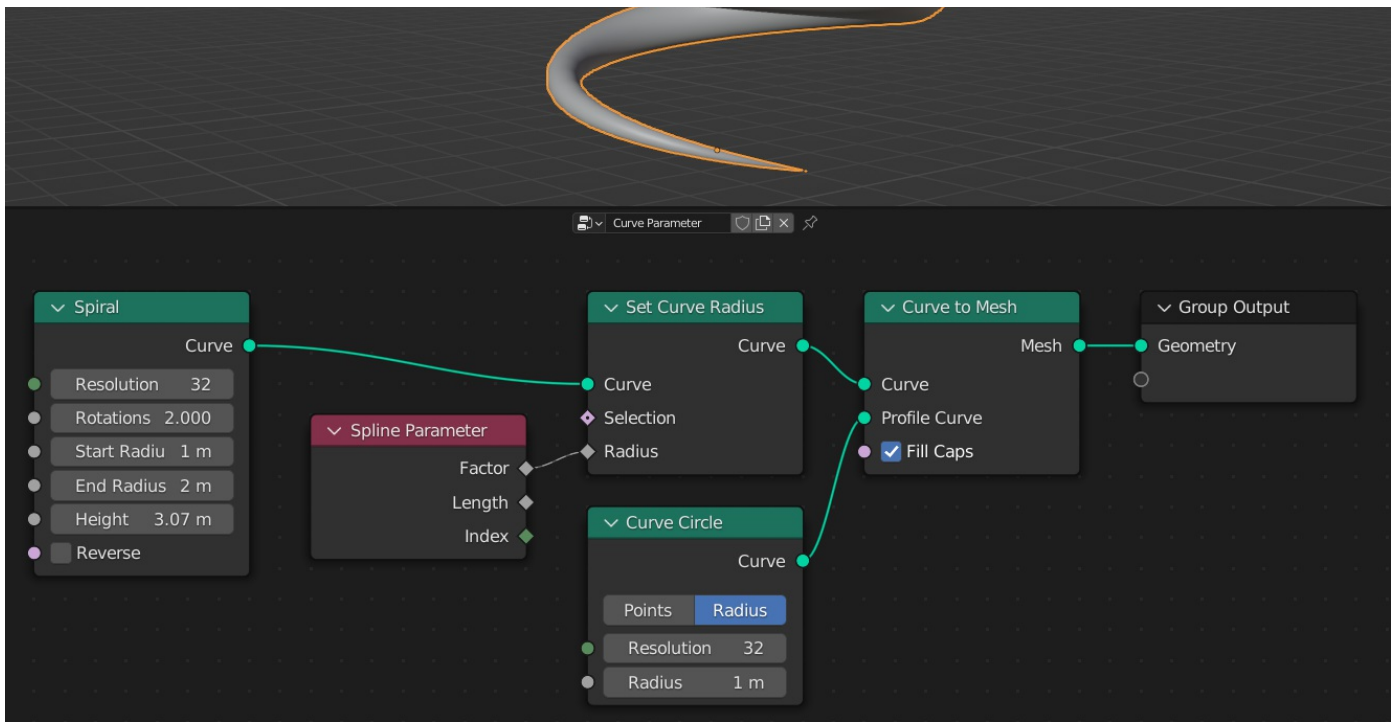 Curve Parameter
Spiral
Curve
Resolution 32
Rotations 2.000
Start Radiu 1 m
End Radius 2 m
Height 3.07 m
Reverse
Spline Parameter
Factor
Length
Index
Set Curve Radius
Curve
Curve
Selection
Radius
Curve Circle
Curve
Points Radius
Resolution 32
Radius 1 m
Curve to Mesh
Mesh
Curve
Profile Curve
Fill Caps
Group Output
Geometry